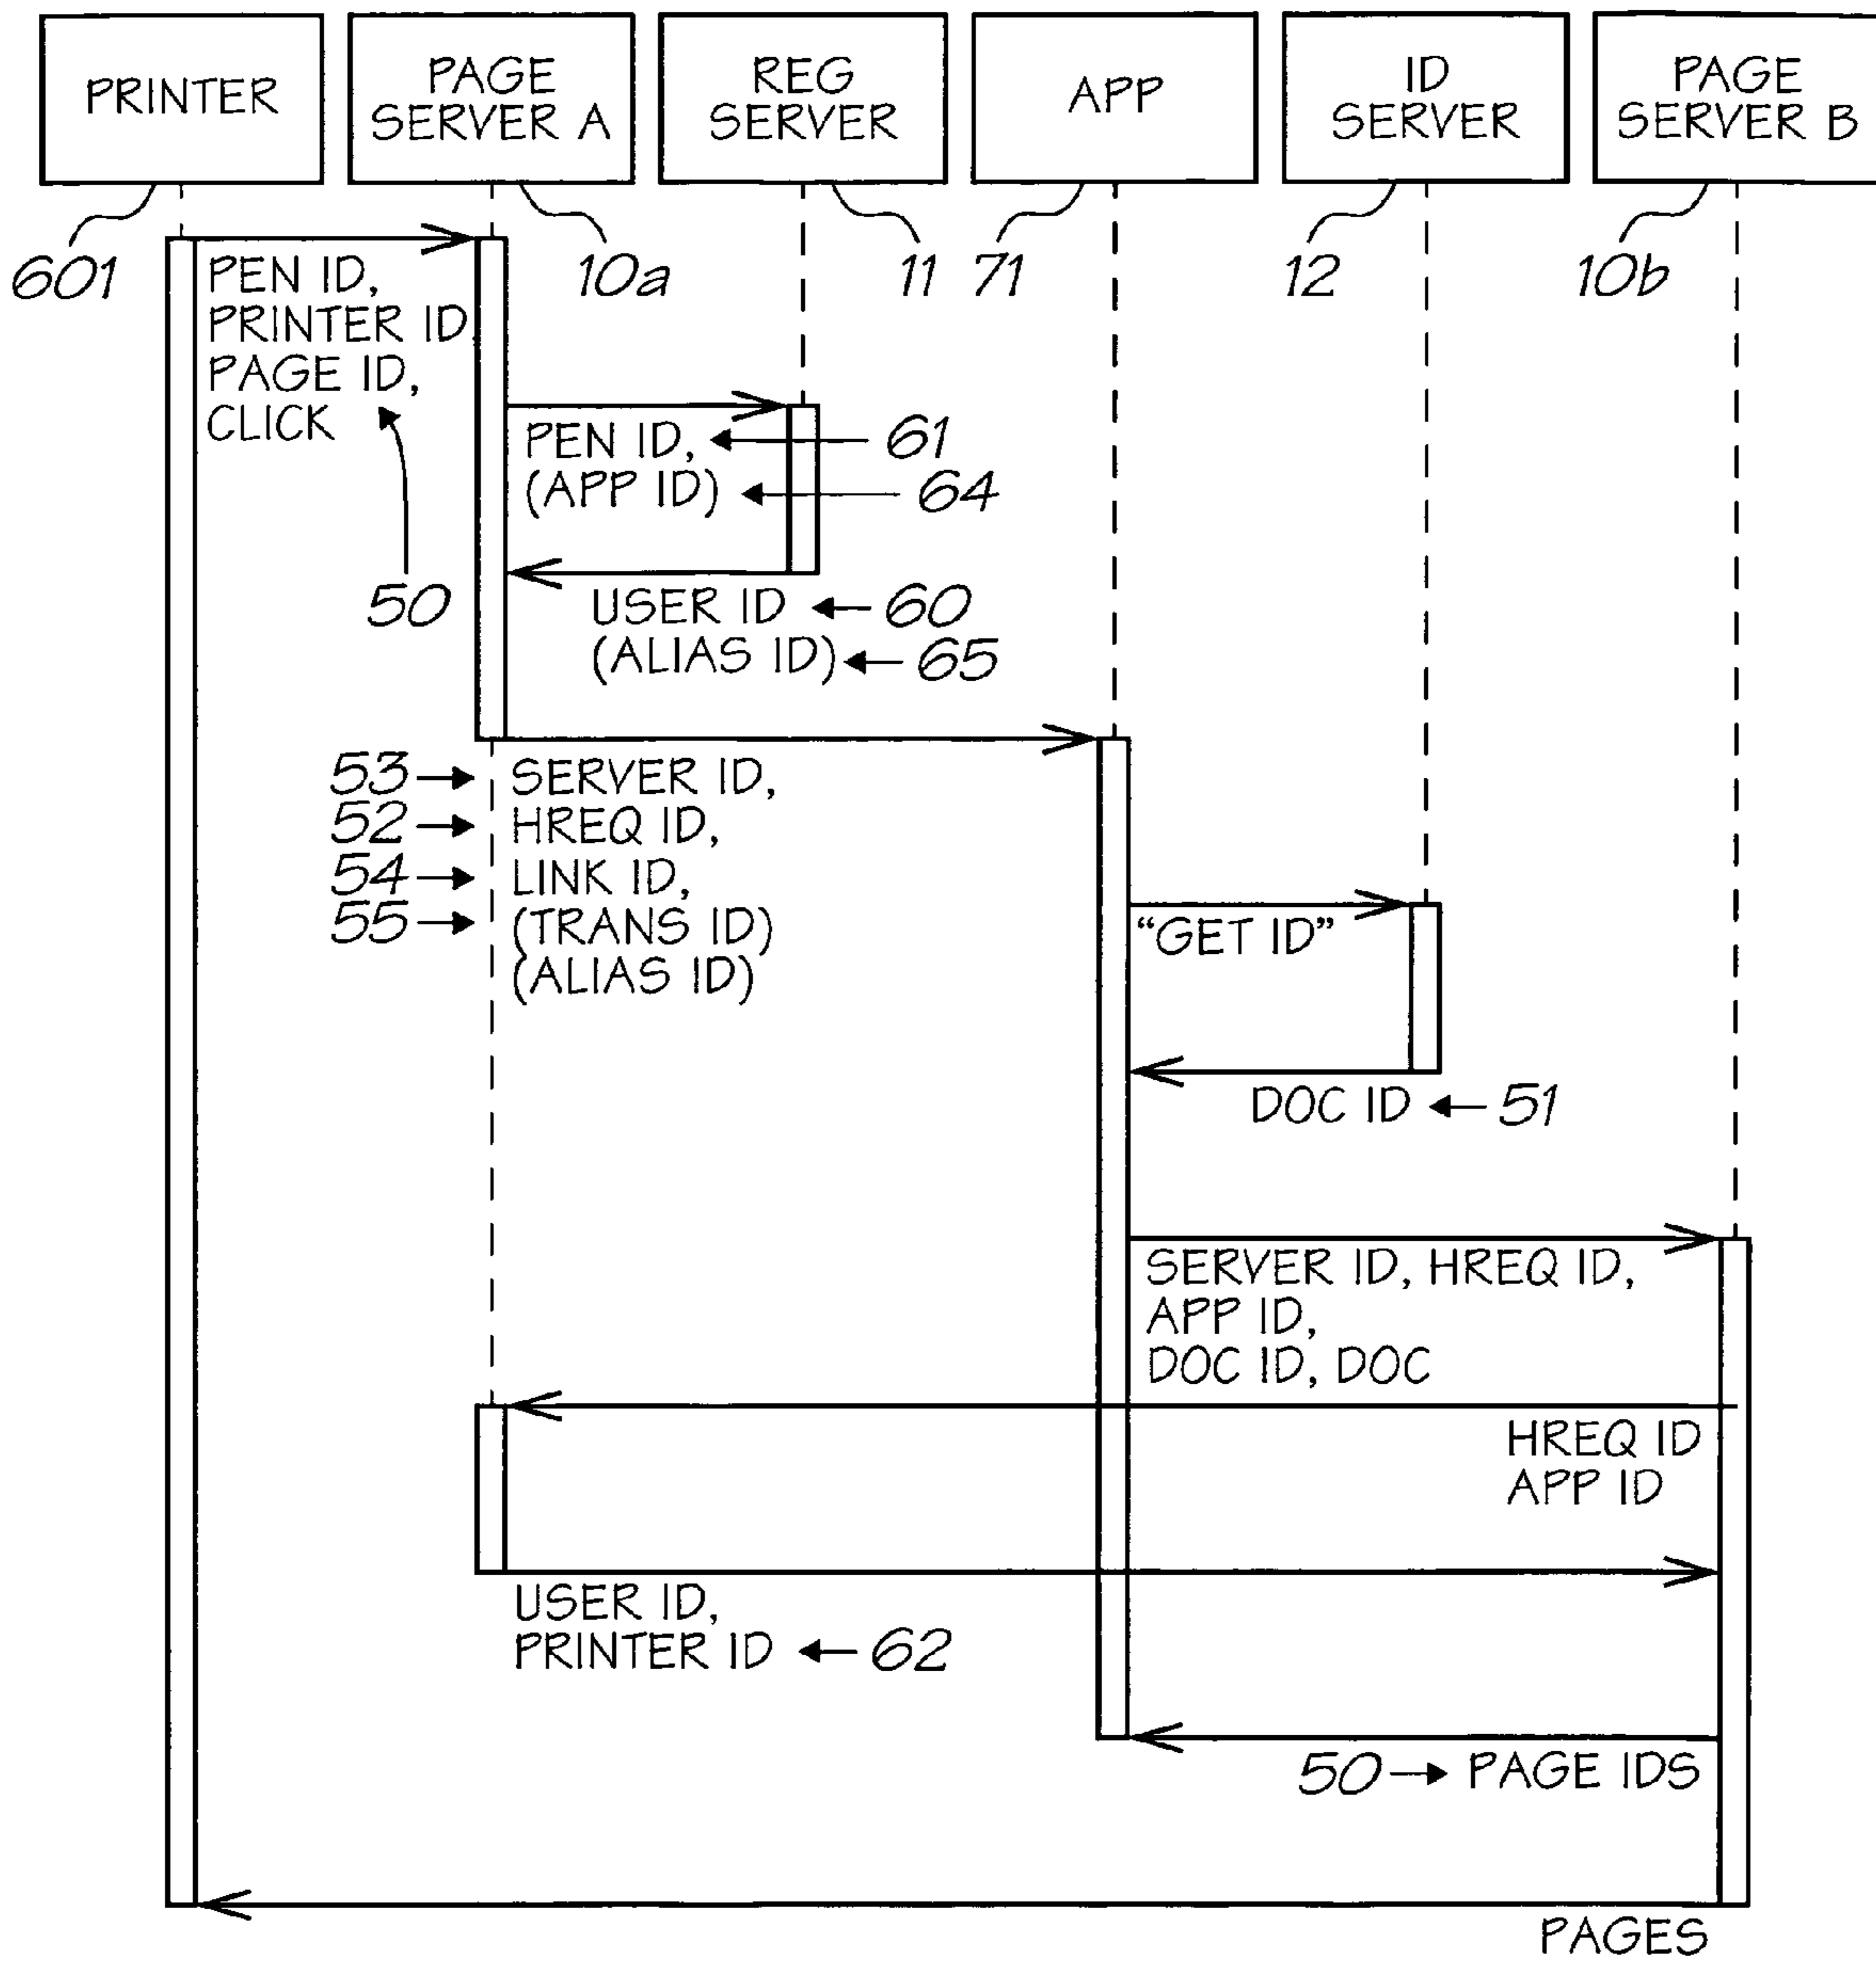 PRINTER
PAGE
SERVER A
REG
SERVER
APP
ID
SERVER
PAGE
SERVER B
601
10a
11
71
12
10b
PEN ID,
PRINTER ID
PAGE ID,
CLICK
50
PEN ID,
61
(APP ID)
64
USER ID
60
(ALIAS ID)
65
53
SERVER ID,
52
HREQ ID,
54
LINK ID,
55
(TRANS ID)
(ALIAS ID)
“GET ID”
DOC ID
51
SERVER ID, HREQ ID,
APP ID,
DOC ID, DOC
HREQ ID
APP ID
USER ID,
PRINTER ID
62
50
PAGE IDS
PAGES